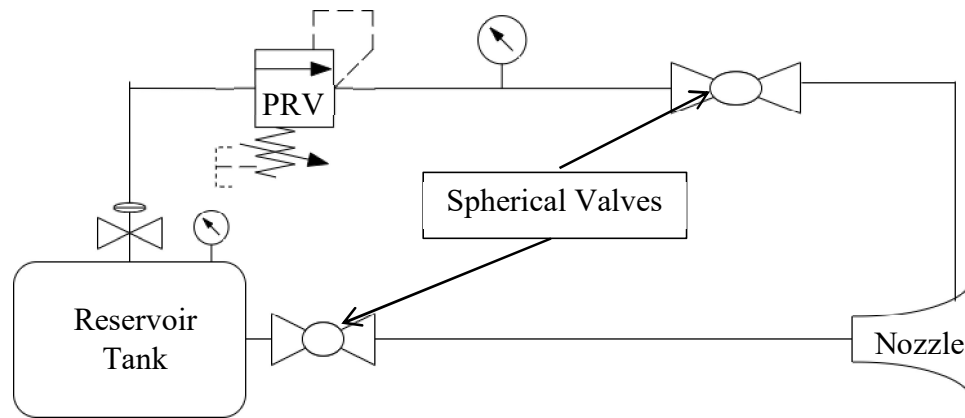 PRV
Spherical Valves
Reservoir
Tank
Nozzle